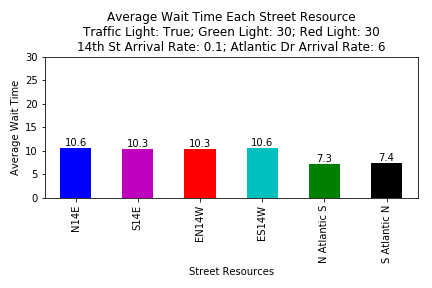 Average Wait Time Each Street Resource
Traffic Light: True; Green Light: 30; Red Light: 30
14th St Arrival Rate: 0.1; Atlantic Dr Arrival Rate: 6
30
25
20
15
10
5
0
Average Wait Time
10.6
10.3
10.3
10.6
7.3
7.4
N14E
S14E
EN14W
ES14W
N Atlantic S
S Atlantic N
Street Resources